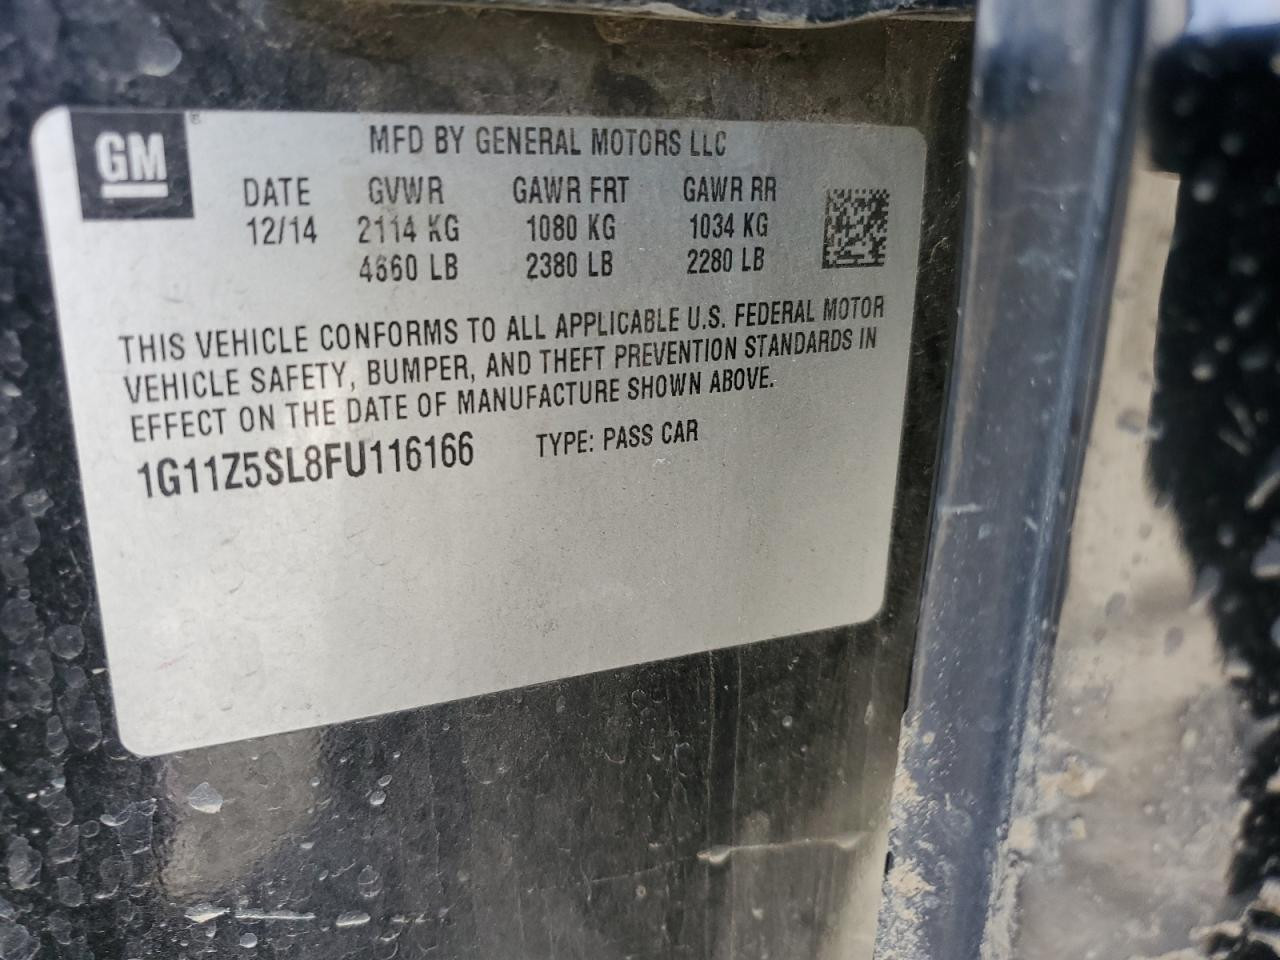 GM
MFD BY GENERAL MOTORS LLC
DATE GVWR GAWR FRT GAWR RR
12/14 2114 KG 1080 KG 1034 KG
4660 LB 2380 LB 2280 LB
THIS VEHICLE CONFORMS TO ALL APPLICABLE U.S. FEDERAL MOTOR
VEHICLE SAFETY, BUMPER, AND THEFT PREVENTION STANDARDS IN
EFFECT ON THE DATE OF MANUFACTURE SHOWN ABOVE.
1G11Z5SL8FU116166 TYPE: PASS CAR